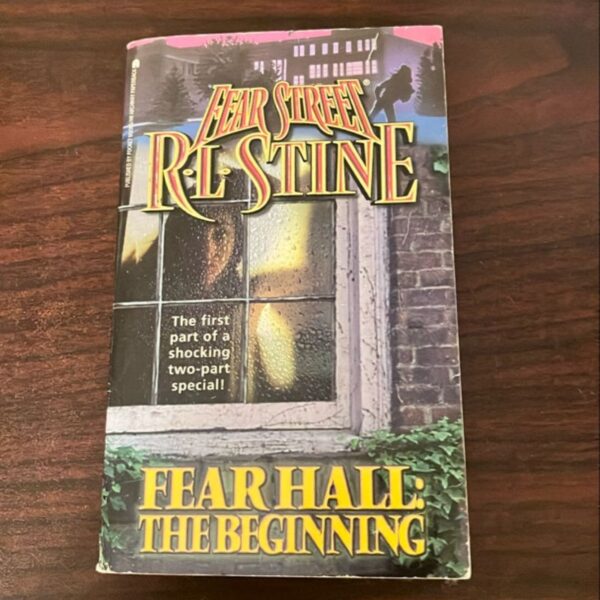 FEAR STREET®
R·L·STINE
The first
part of a
shocking
two-part
special!
FEAR HALL:
THE BEGINNING